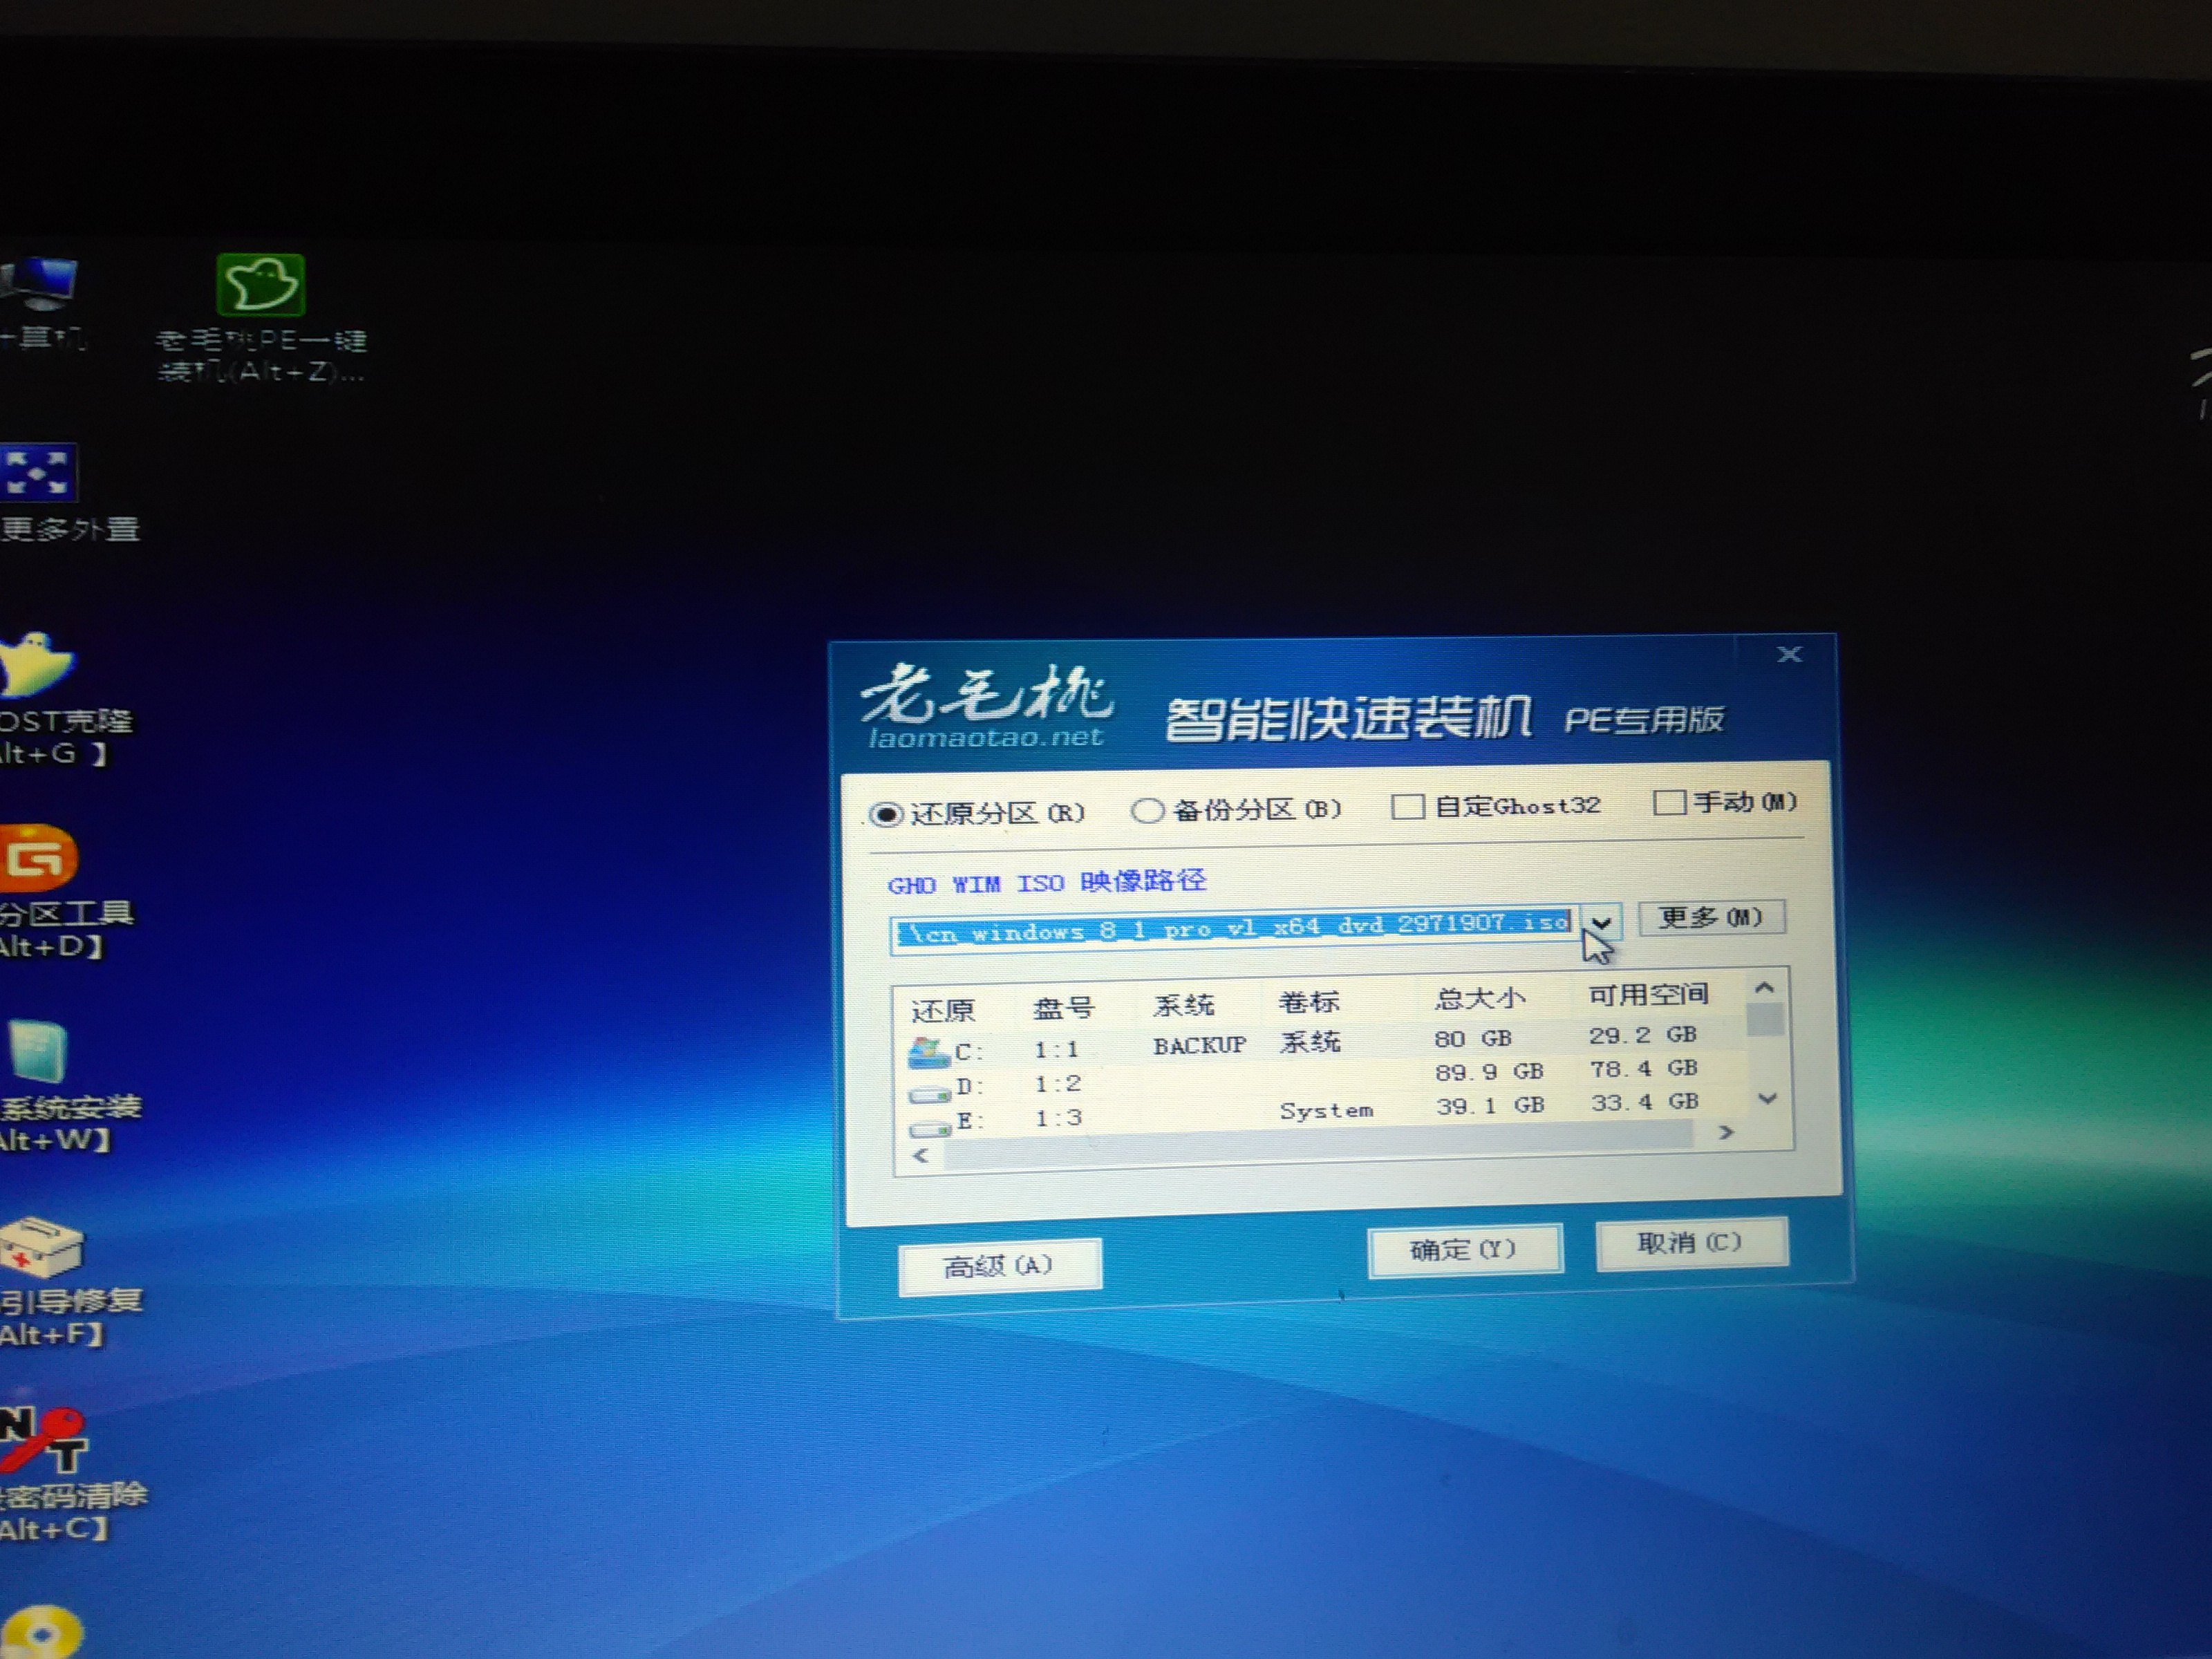 算机
老毛桃PE一键
装机(Alt+Z)...
更多外置
OST克隆
lt+G 】
分区工具
Alt+D】
系统安装
Alt+W】
引导修复
Alt+F】
N
T
密码清除
Alt+C】
老毛桃
laomaotao.net
智能快速装机 PE专用版
还原分区(R) 备份分区(B) 自定Ghost32 手动(M)
GHO WIM ISO 映像路径
:\cn_windows_8_1_pro_vl_x64_dvd_2971907.iso 更多(M)
还原 盘号 系统 卷标 总大小 可用空间
C: 1:1 BACKUP 系统 80 GB 29.2 GB
D: 1:2 89.9 GB 78.4 GB
E: 1:3 System 39.1 GB 33.4 GB
高级(A) 确定(Y) 取消(C)